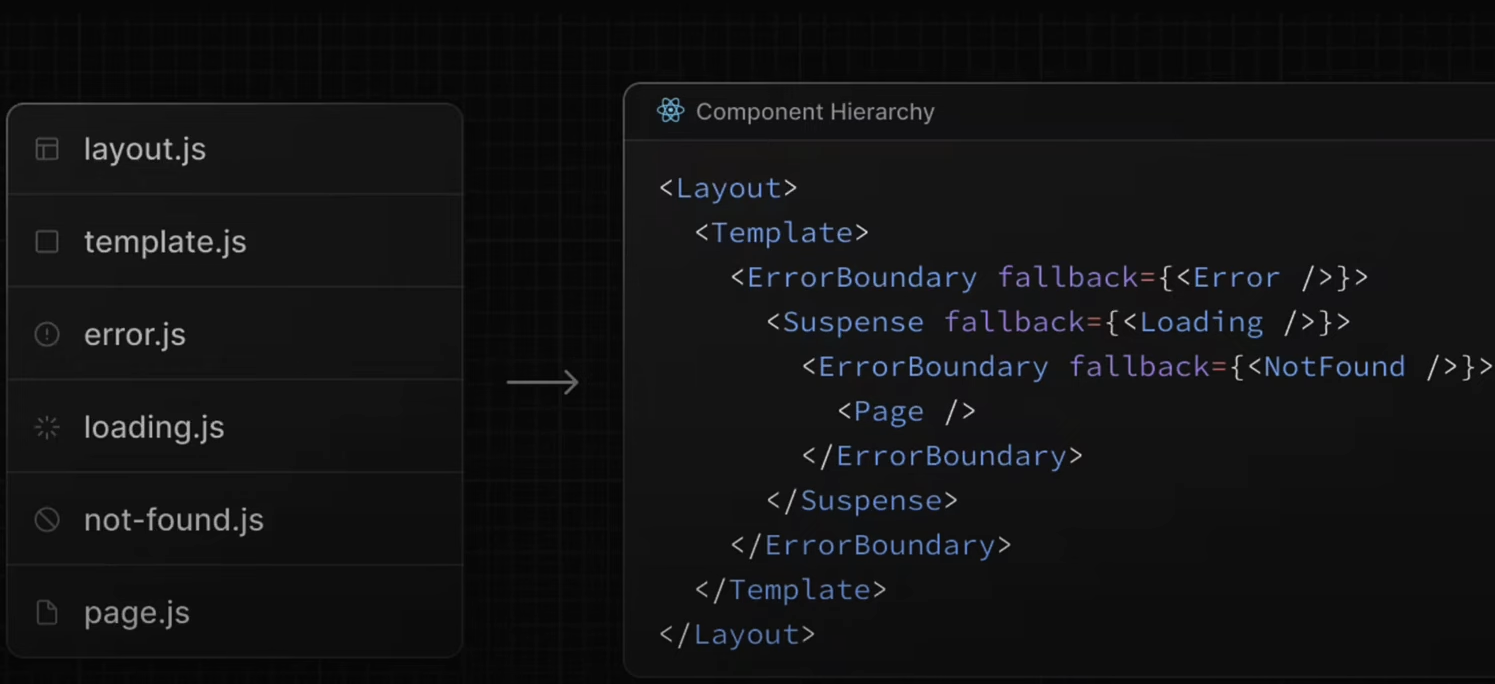 layout.js
template.js
error.js
loading.js
not-found.js
page.js
Component Hierarchy
<Layout>
<Template>
<ErrorBoundary fallback={<Error />}>
<Suspense fallback={<Loading />}>
<ErrorBoundary fallback={<NotFound />}>
<Page />
</ErrorBoundary>
</Suspense>
</ErrorBoundary>
</Template>
</Layout>